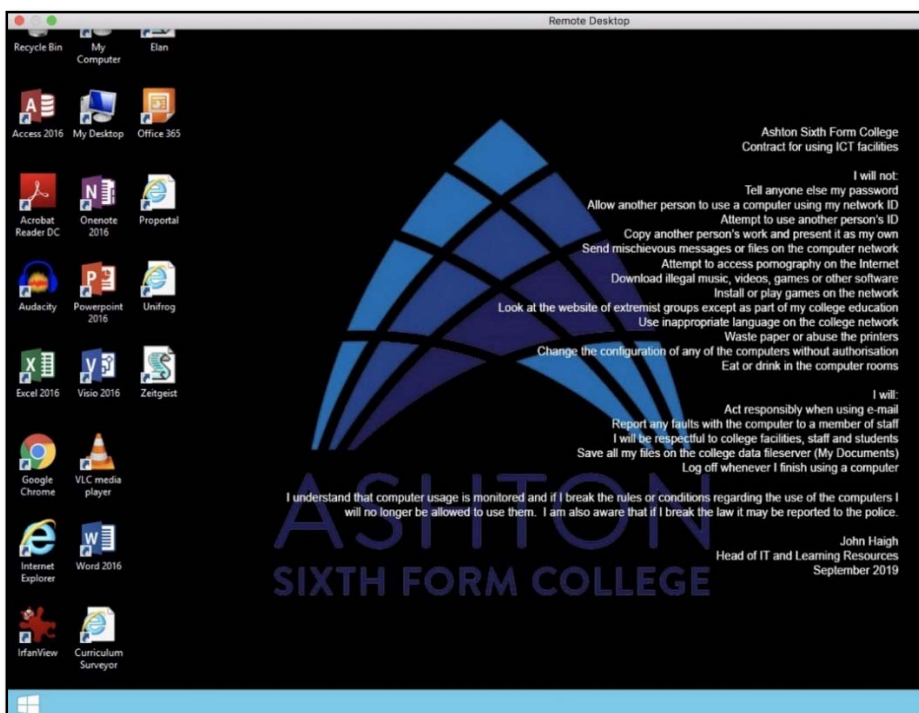 Remote Desktop
Recycle Bin
My
Computer
Elan
Access 2016
My Desktop
Office 365
Acrobat
Reader DC
Onenote
2016
Proportal
Audacity
Powerpoint
2016
Unifrog
Excel 2016
Visio 2016
Zeitgeist
Google
Chrome
VLC media
player
Internet
Explorer
Word 2016
IrfanView
Curriculum
Surveyor
Ashton Sixth Form College
Contract for using ICT facilities
I will not:
Tell anyone else my password
Allow another person to use a computer using my network ID
Attempt to use another person's ID
Copy another person's work and present it as my own
Send mischievous messages or files on the computer network
Attempt to access pornography on the Internet
Download illegal music, videos, games or other software
Install or play games on the network
Look at the website of extremist groups except as part of my college education
Use inappropriate language on the college network
Waste paper or abuse the printers
Change the configuration of any of the computers without authorisation
Eat or drink in the computer rooms
I will:
Act responsibly when using e-mail
Report any faults with the computer to a member of staff
I will be respectful to college facilities, staff and students
Save all my files on the college data fileserver (My Documents)
Log off whenever I finish using a computer
I understand that computer usage is monitored and if I break the rules or conditions regarding the use of the computers I
will no longer be allowed to use them. I am also aware that if I break the law it may be reported to the police.
John Haigh
Head of IT and Learning Resources
September 2019
ASHTON
SIXTH FORM COLLEGE